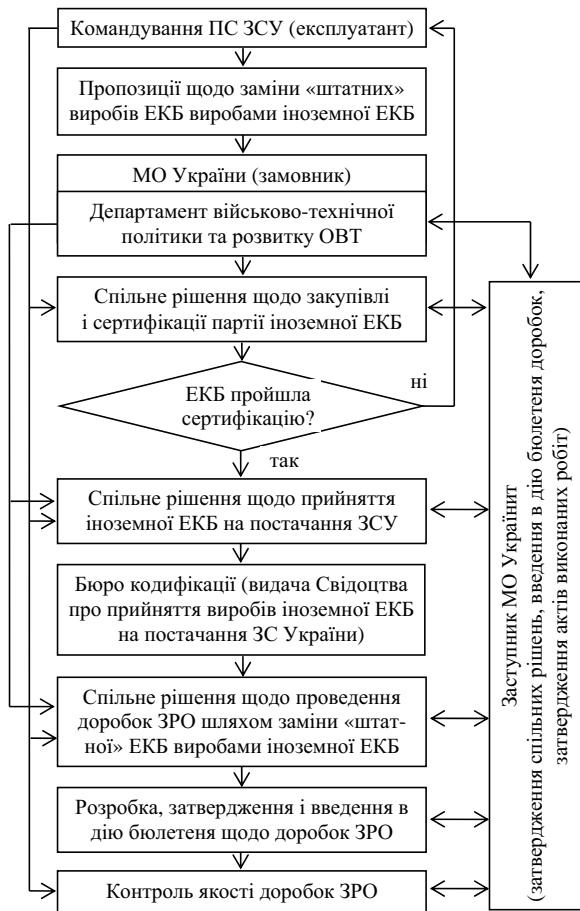 Командування ПС ЗСУ (експлуатант)
Пропозиції щодо заміни «штатних»
виробів ЕКБ виробами іноземної ЕКБ
МО України (замовник)
Департамент військово-технічної
політики та розвитку ОВТ
Спільне рішення щодо закупівлі
і сертифікації партії іноземної ЕКБ
ЕКБ пройшла
сертифікацію?
ні
так
Спільне рішення щодо прийняття
іноземної ЕКБ на постачання ЗСУ
Бюро кодифікації (видача Свідоцтва
про прийняття виробів іноземної ЕКБ
на постачання ЗС України)
Спільне рішення щодо проведення
доробок ЗРО шляхом заміни «штат-
ної» ЕКБ виробами іноземної ЕКБ
Розробка, затвердження і введення в
дію бюлетеня щодо доробок ЗРО
Контроль якості доробок ЗРО
Заступник МО Українит
(затвердження спільних рішень, введення в дію бюлетеня доробок,
затвердження актів виконаних робіт)